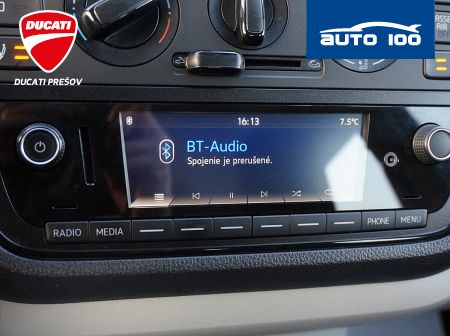 DUCATI
DUCATI PREŠOV
AUTO 100
16:13
7.5°C
BT-Audio
Spojenie je prerušené.
RADIO
MEDIA
PHONE
MENU